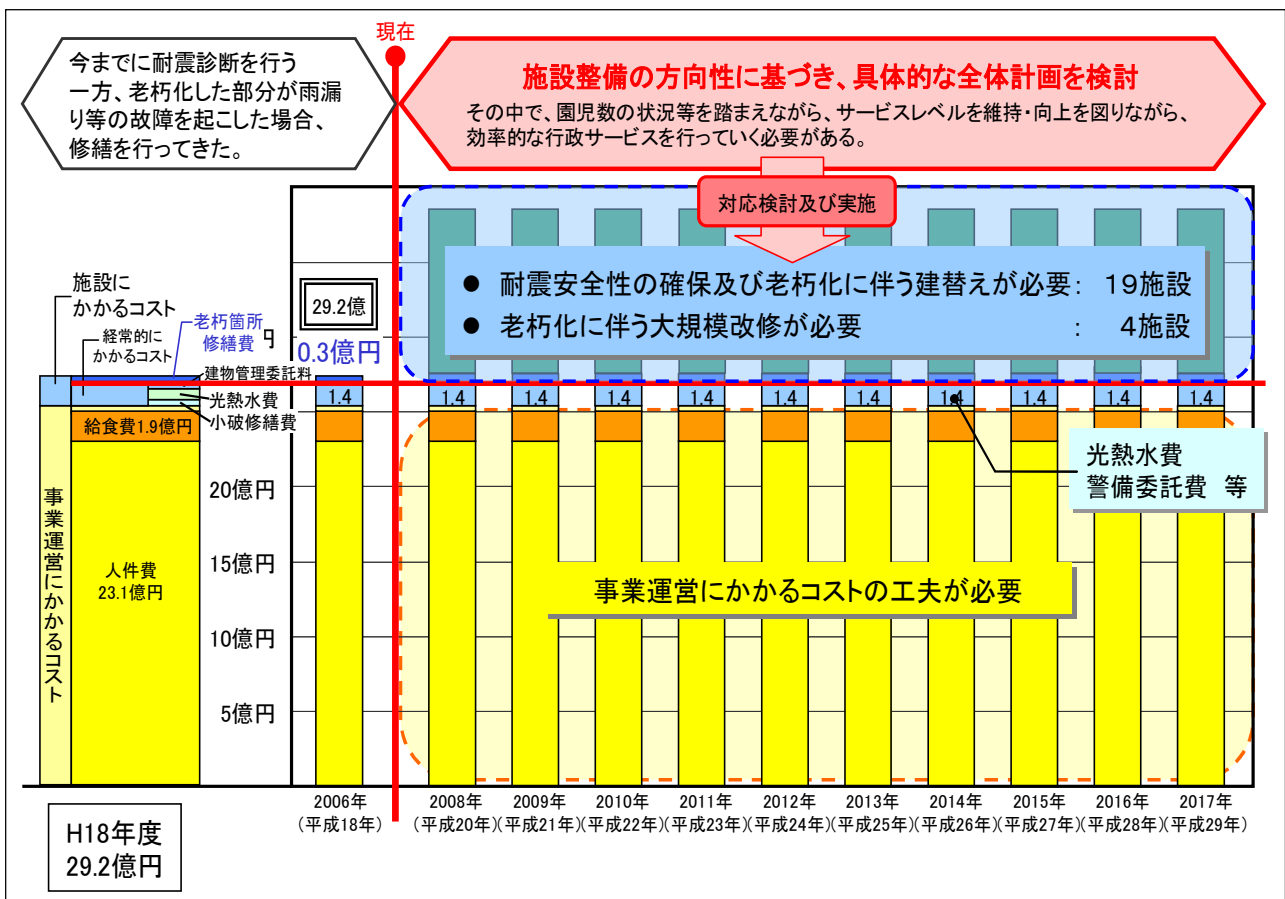 現在
今までに耐震診断を行う
一方、老朽化した部分が雨漏
り等の故障を起こした場合、
修繕を行ってきた。
施設整備の方向性に基づき、具体的な全体計画を検討
その中で、園児数の状況等を踏まえながら、サービスレベルを維持・向上を図りながら、
効率的な行政サービスを行っていく必要がある。
対応検討及び実施
● 耐震安全性の確保及び老朽化に伴う建替えが必要: 19施設
● 老朽化に伴う大規模改修が必要 : 4施設
施設に
かかるコスト
経常的に
かかるコスト
老朽箇所
修繕費
29.2億
0.3億円
建物管理委託料
光熱水費
小破修繕費
給食費1.9億円
1.4
1.4
1.4
1.4
1.4
1.4
1.4
1.4
1.4
1.4
1.4
光熱水費
警備委託費 等
事業運営にかかるコスト
人件費
23.1億円
20億円
15億円
10億円
5億円
事業運営にかかるコストの工夫が必要
2006年
(平成18年)
2008年 2009年 2010年 2011年 2012年 2013年 2014年 2015年 2016年 2017年
(平成20年)(平成21年)(平成22年)(平成23年)(平成24年)(平成25年)(平成26年)(平成27年)(平成28年)(平成29年)
H18年度
29.2億円